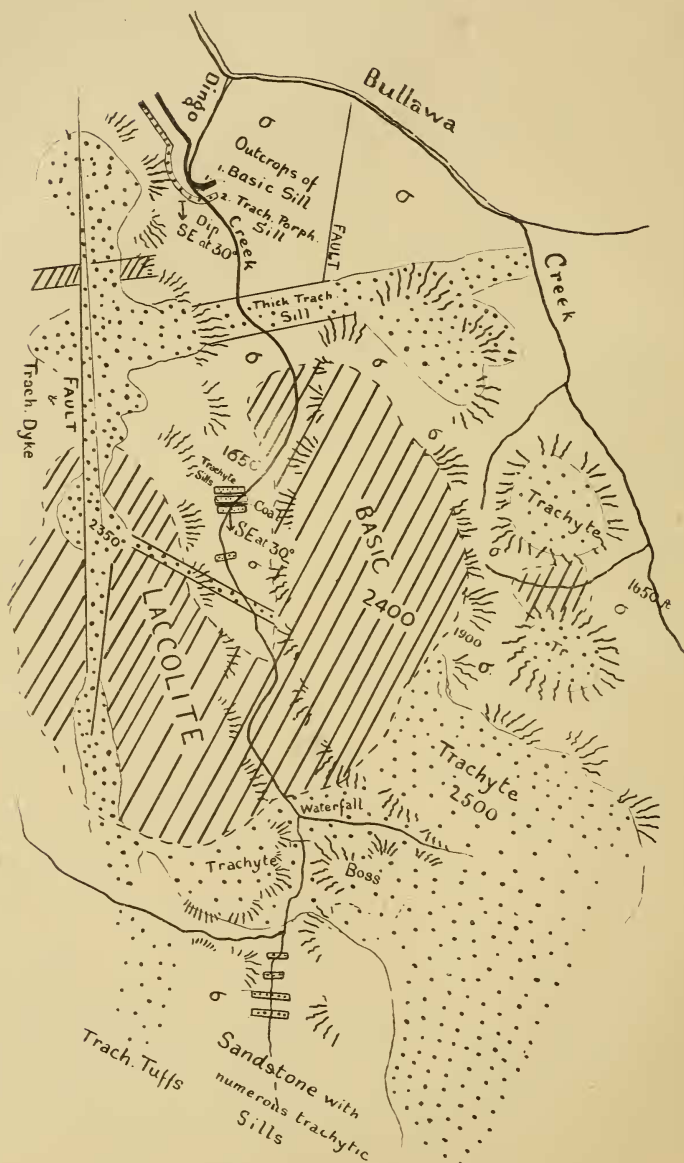 Bullawa
Dingo
σ
Outcrops of
1. Basic Sill
2. Trach. Porph.
Sill
σ
FAULT
Dip
SE at 30°
Creek
Creek
Thick Trach.
Sill
σ
σ
FAULT
&
Trach. Dyke
σ
1650
Trachyte
Sills
Coal
SE at 30°
σ
BASIC
2400
Trachyte
σ
1650 ft
σ
Tr
2350
LACCOLITE
1900
σ
Trachyte
2500
Waterfall
Trachyte
Boss
σ
Trach. Tuffs
Sandstone with
numerous trachytic
Sills